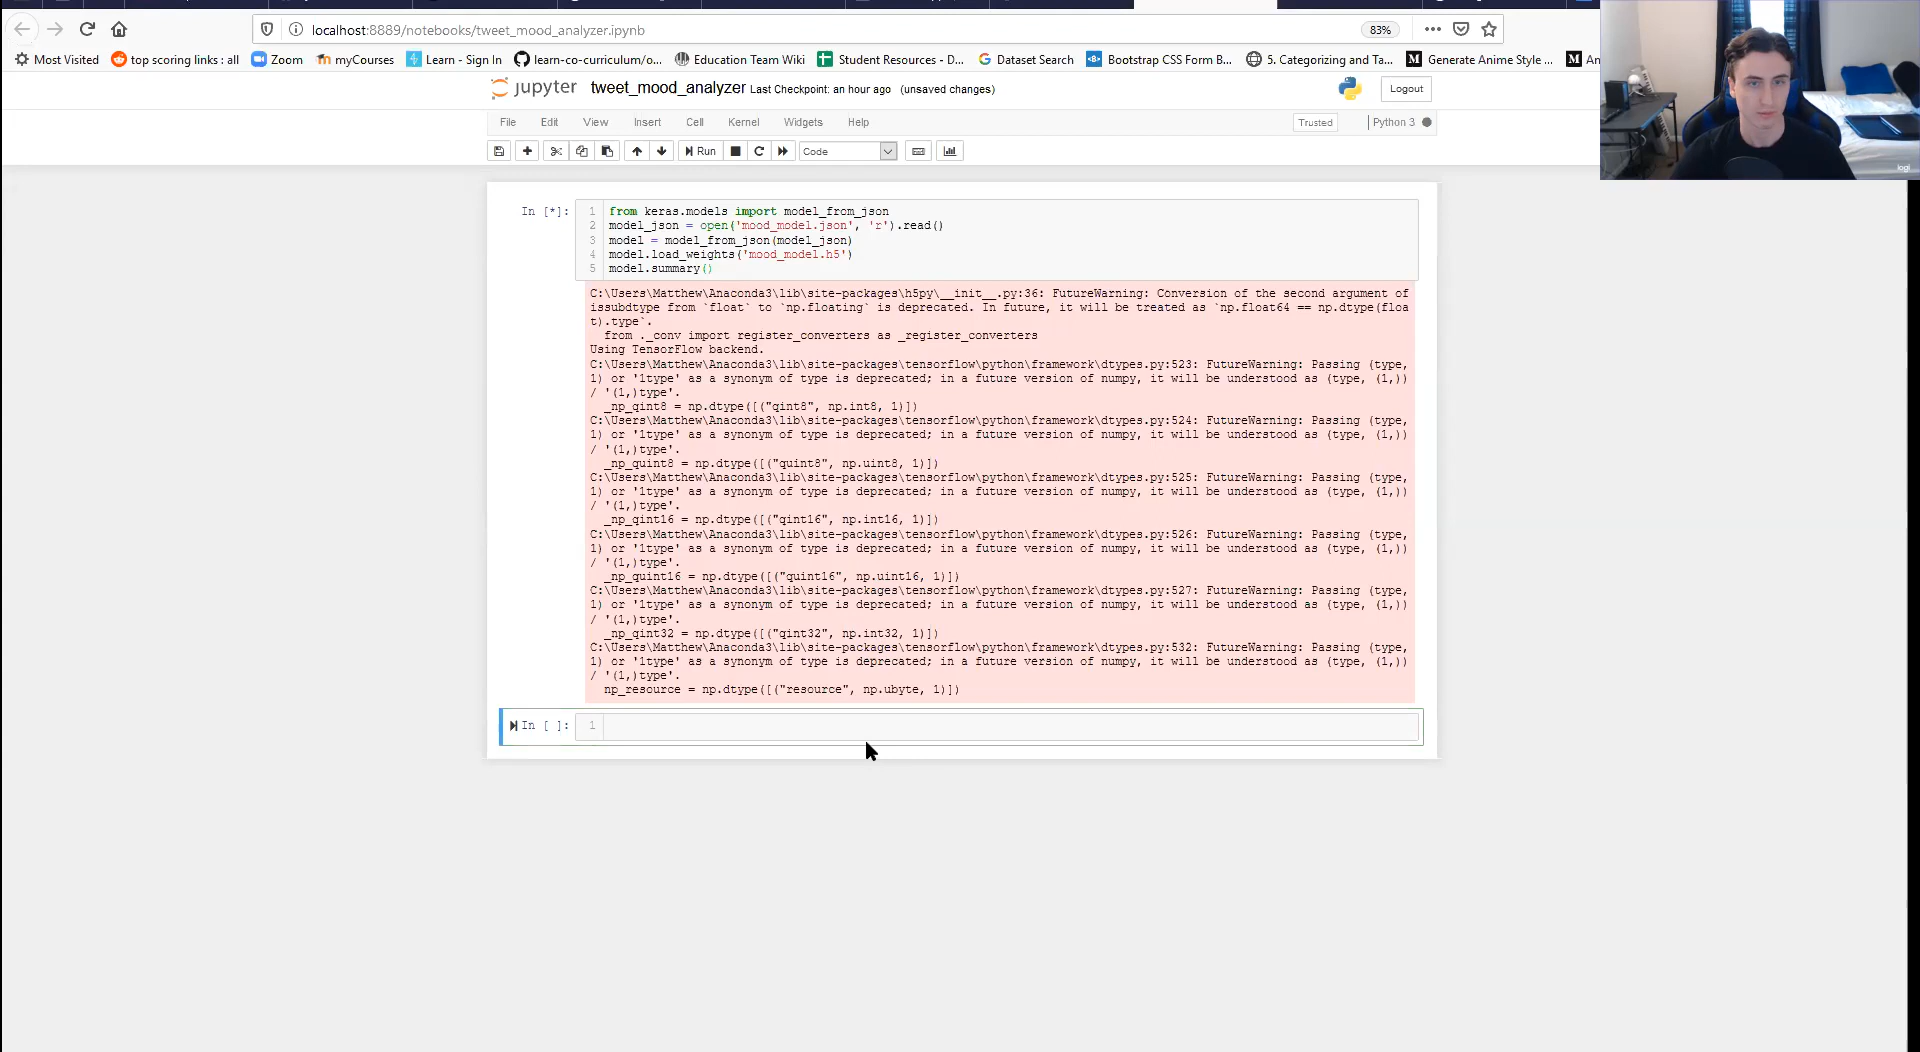 localhost:8889/notebooks/tweet_mood_analyzer.ipynb
83%
Most Visited
top scoring links : all
Zoom
myCourses
Learn - Sign In
learn-co-curriculum/o...
Education Team Wiki
Student Resources - D...
Dataset Search
Bootstrap CSS Form B...
5. Categorizing and Ta...
Generate Anime Style ...
jupyter tweet_mood_analyzer Last Checkpoint: an hour ago (unsaved changes)
Logout
File Edit View Insert Cell Kernel Widgets Help
Trusted
Python 3
Run
Code
logi
In [*]:
1 from keras.models import model_from_json
2 model_json = open('mood_model.json', 'r').read()
3 model = model_from_json(model_json)
4 model.load_weights('mood_model.h5')
5 model.summary()
C:\Users\Matthew\Anaconda3\lib\site-packages\h5py\__init__.py:36: FutureWarning: Conversion of the second argument of
issubdtype from `float` to `np.floating` is deprecated. In future, it will be treated as `np.float64 == np.dtype(floa
t).type`.
from ._conv import register_converters as _register_converters
Using TensorFlow backend.
C:\Users\Matthew\Anaconda3\lib\site-packages\tensorflow\python\framework\dtypes.py:523: FutureWarning: Passing (type,
1) or '1type' as a synonym of type is deprecated; in a future version of numpy, it will be understood as (type, (1,))
/ '(1,)type'.
_np_qint8 = np.dtype([("qint8", np.int8, 1)])
C:\Users\Matthew\Anaconda3\lib\site-packages\tensorflow\python\framework\dtypes.py:524: FutureWarning: Passing (type,
1) or '1type' as a synonym of type is deprecated; in a future version of numpy, it will be understood as (type, (1,))
/ '(1,)type'.
_np_quint8 = np.dtype([("quint8", np.uint8, 1)])
C:\Users\Matthew\Anaconda3\lib\site-packages\tensorflow\python\framework\dtypes.py:525: FutureWarning: Passing (type,
1) or '1type' as a synonym of type is deprecated; in a future version of numpy, it will be understood as (type, (1,))
/ '(1,)type'.
_np_qint16 = np.dtype([("qint16", np.int16, 1)])
C:\Users\Matthew\Anaconda3\lib\site-packages\tensorflow\python\framework\dtypes.py:526: FutureWarning: Passing (type,
1) or '1type' as a synonym of type is deprecated; in a future version of numpy, it will be understood as (type, (1,))
/ '(1,)type'.
_np_quint16 = np.dtype([("quint16", np.uint16, 1)])
C:\Users\Matthew\Anaconda3\lib\site-packages\tensorflow\python\framework\dtypes.py:527: FutureWarning: Passing (type,
1) or '1type' as a synonym of type is deprecated; in a future version of numpy, it will be understood as (type, (1,))
/ '(1,)type'.
_np_qint32 = np.dtype([("qint32", np.int32, 1)])
C:\Users\Matthew\Anaconda3\lib\site-packages\tensorflow\python\framework\dtypes.py:532: FutureWarning: Passing (type,
1) or '1type' as a synonym of type is deprecated; in a future version of numpy, it will be understood as (type, (1,))
/ '(1,)type'.
np_resource = np.dtype([("resource", np.ubyte, 1)])
In [ ]:
1